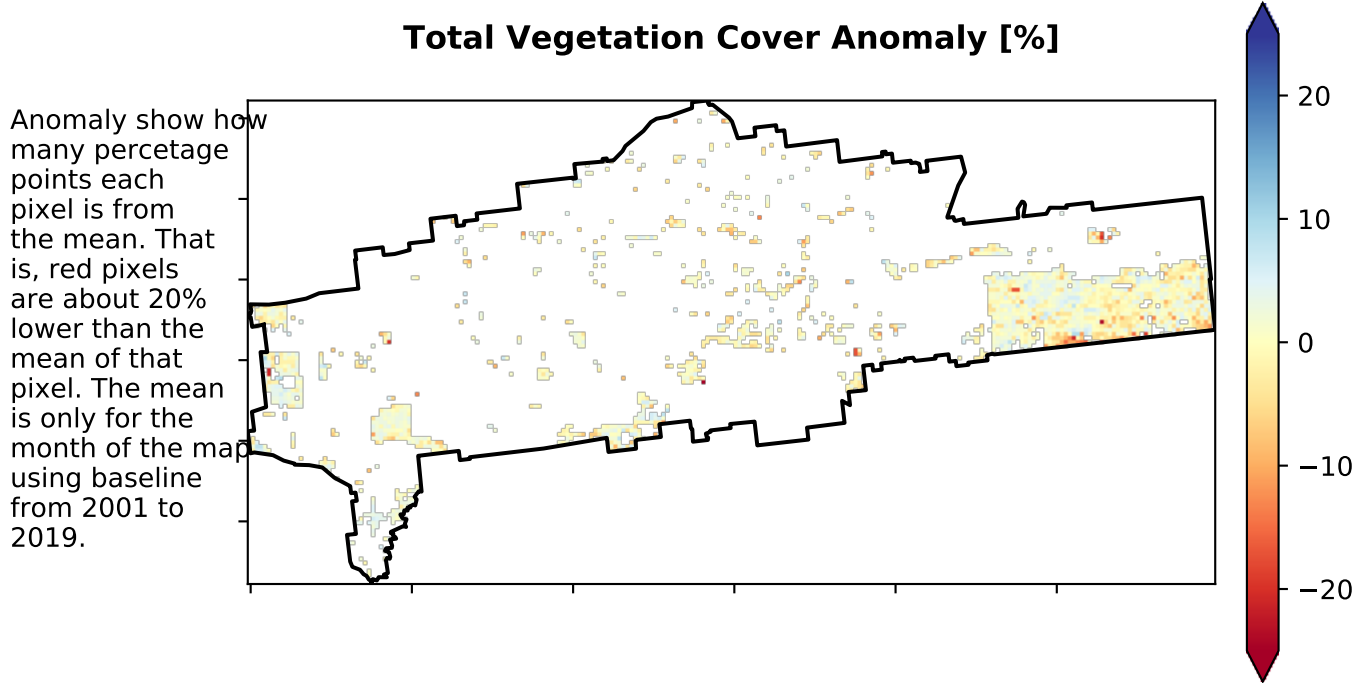 Total Vegetation Cover Anomaly [%]
Anomaly show how
many percetage
points each
pixel is from
the mean. That
is, red pixels
are about 20%
lower than the
mean of that
pixel. The mean
is only for the
month of the map
using baseline
from 2001 to
2019.
20
10
0
−10
−20